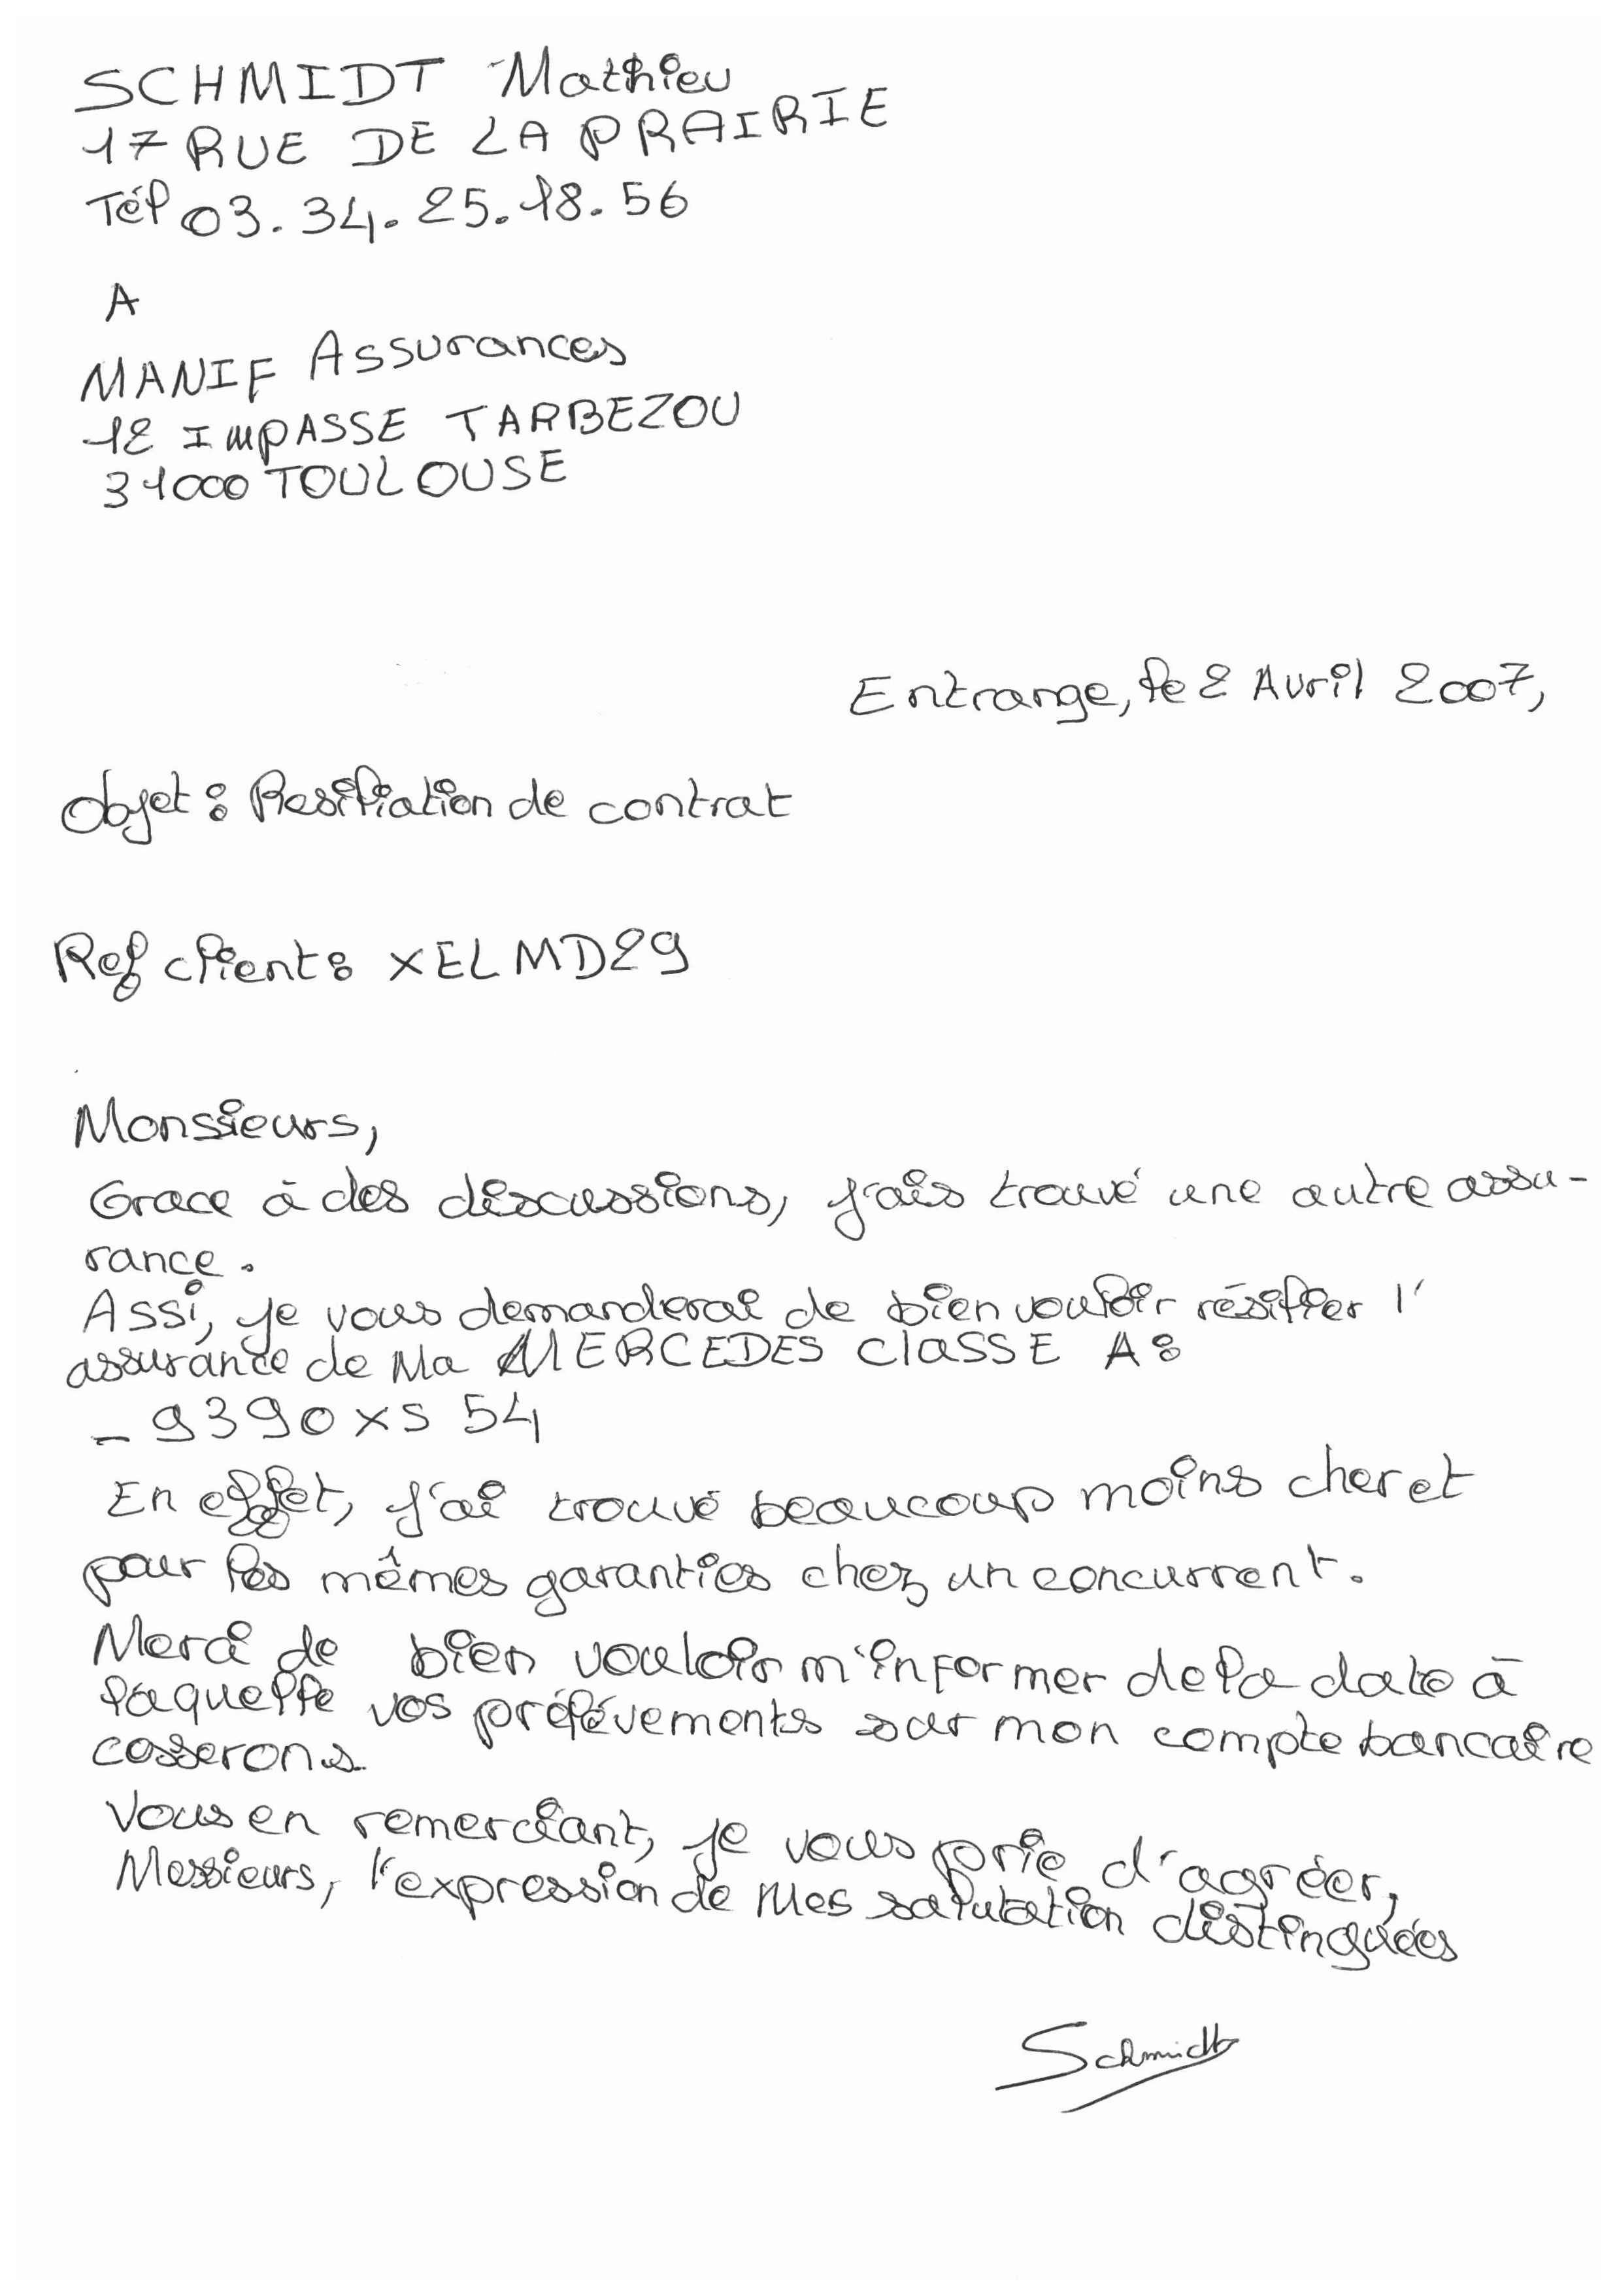 SCHMIDT Mathieu
17 RUE DE LA PRAIRIE
Tél 03.34.25.18.56
A
MANIF Assurances
12 IMPASSE TARBEZOU
31000 TOULOUSE
Entrange, le 2 Avril 2007,
Objet : Resiliation de contrat
Ref client : XELMD29
Monssieurs,
Grace à des discussions, j'ais trouvé une autre assu-
rance.
Assi, je vous demanderai de bien vouloir résilier l'
assurance de Ma MERCEDES ClaSSE A :
- 9390 XS 54
En effet, j'ai trouvé beaucoup moins cher et
pour les mêmes garanties chez un concurrent.
Merci de bien vouloir m'informer de la date à
laquelle vos prélévements sur mon compte bancaire
cesserons.
Vous en remerciant, je vous prie d'agréer,
Messieurs, l'expression de Mes salutation distinguées
Schmidt